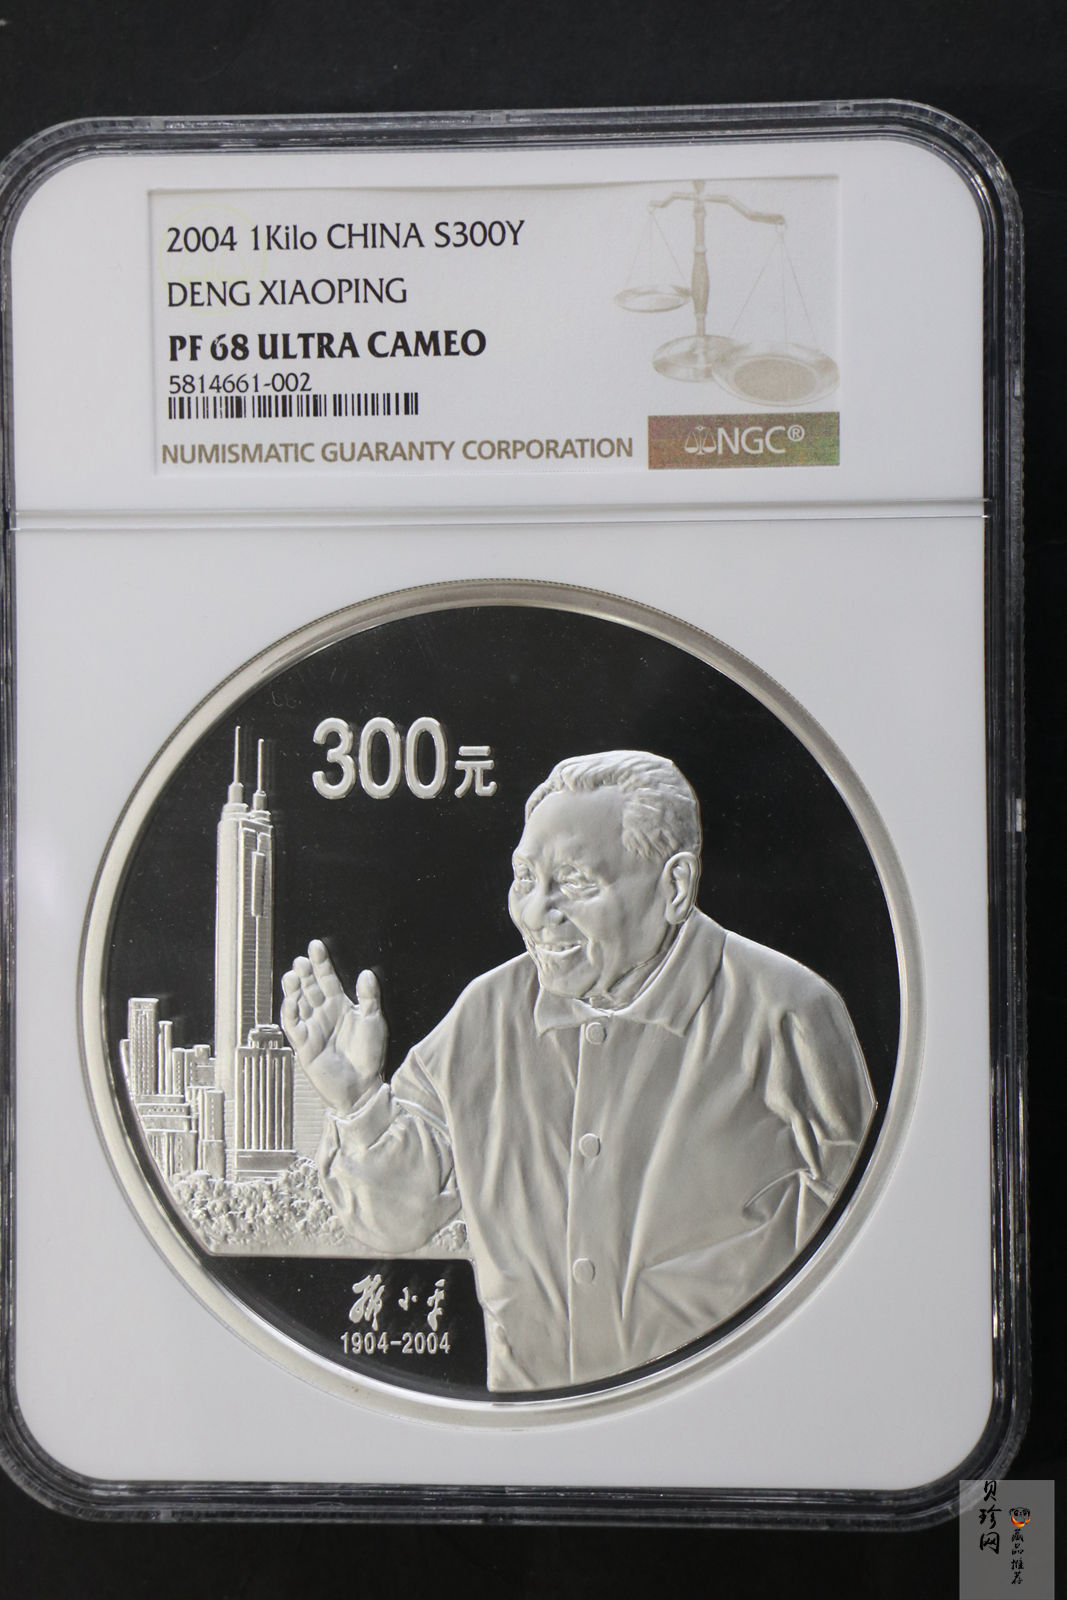 2004 1Kilo CHINA S300Y
DENG XIAOPING
PF 68 ULTRA CAMEO
5814661-002
NUMISMATIC GUARANTY CORPORATION
NGC®
300元
邓小平
1904-2004
贝珍网
藏品推荐